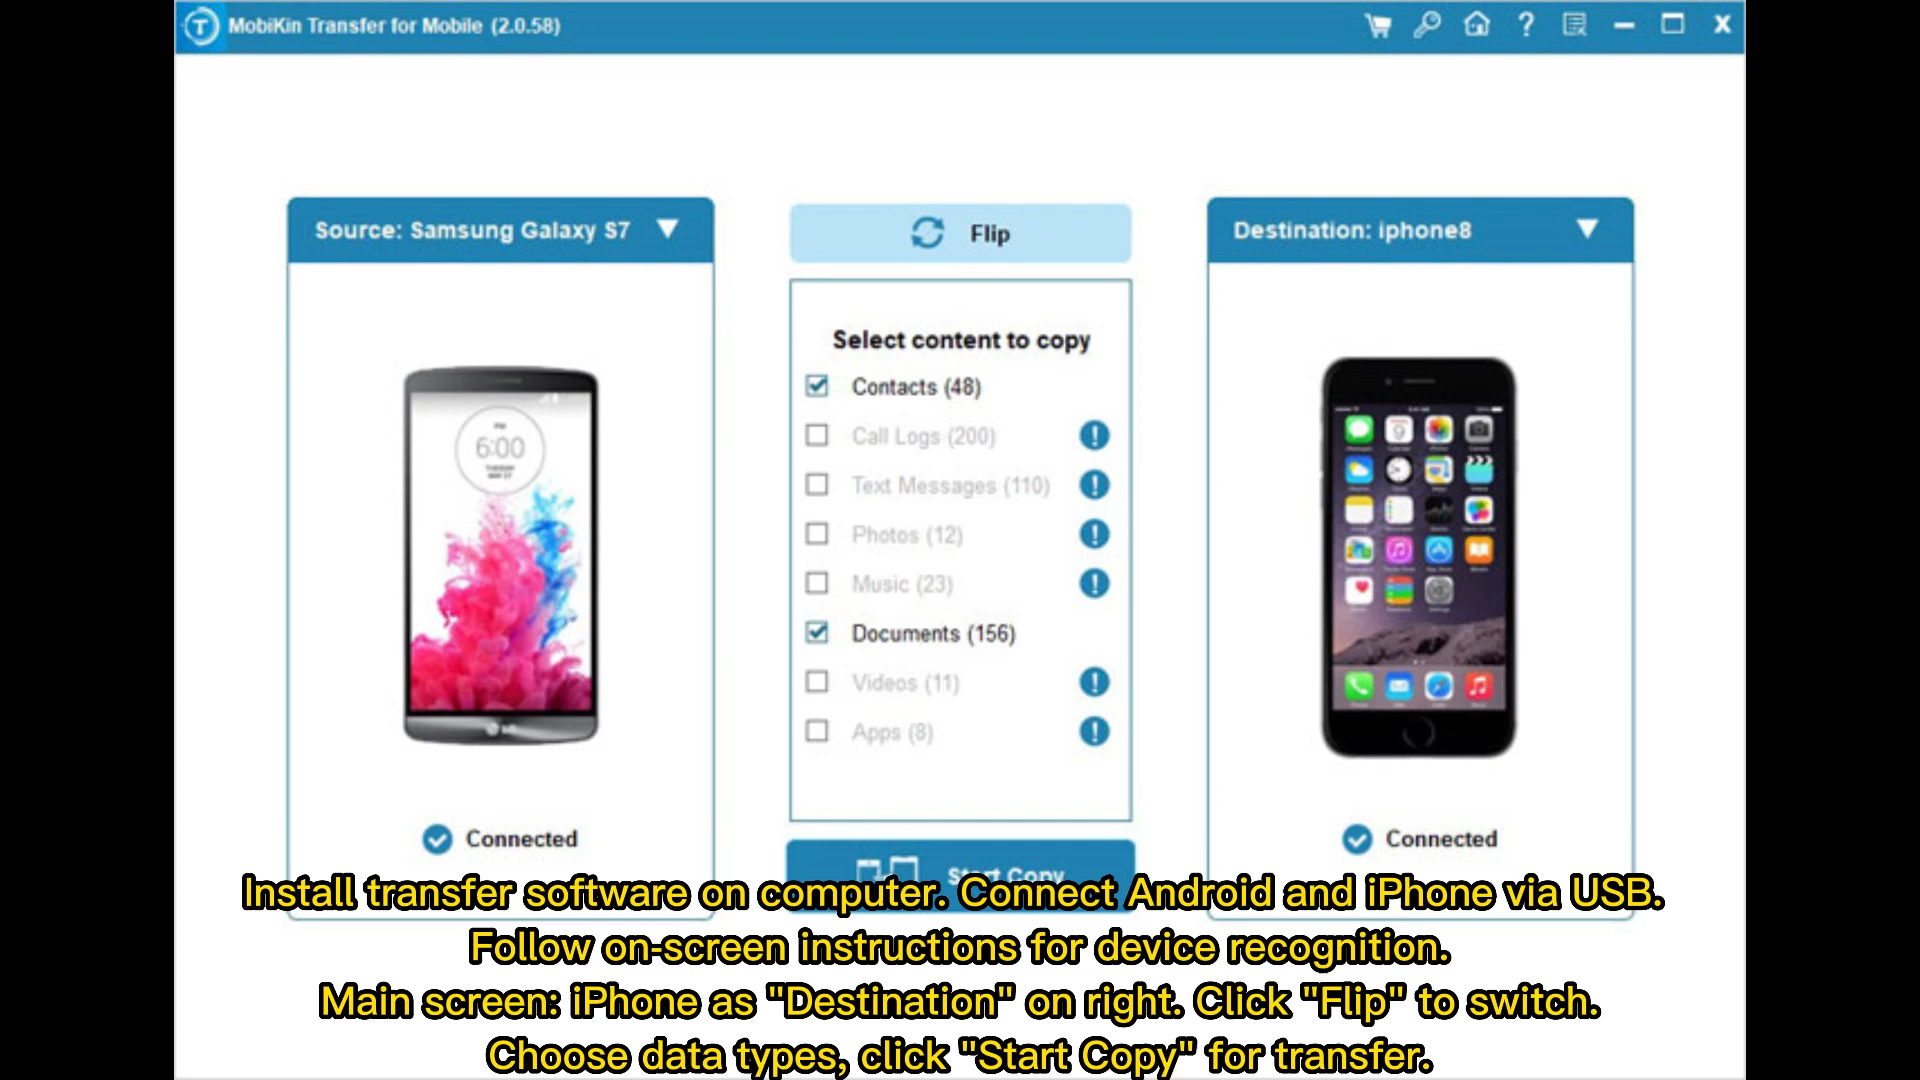 MobiKin Transfer for Mobile (2.0.58)
Source: Samsung Galaxy S7
Flip
Destination: iphone8
Select content to copy
Contacts (48)
Call Logs (200)
Text Messages (110)
Photos (12)
Music (23)
Documents (156)
Videos (11)
Apps (8)
PM
6:00
LG
Connected
Connected
Start Copy
Install transfer software on computer. Connect Android and iPhone via USB.
Follow on-screen instructions for device recognition.
Main screen: iPhone as "Destination" on right. Click "Flip" to switch.
Choose data types, click "Start Copy" for transfer.